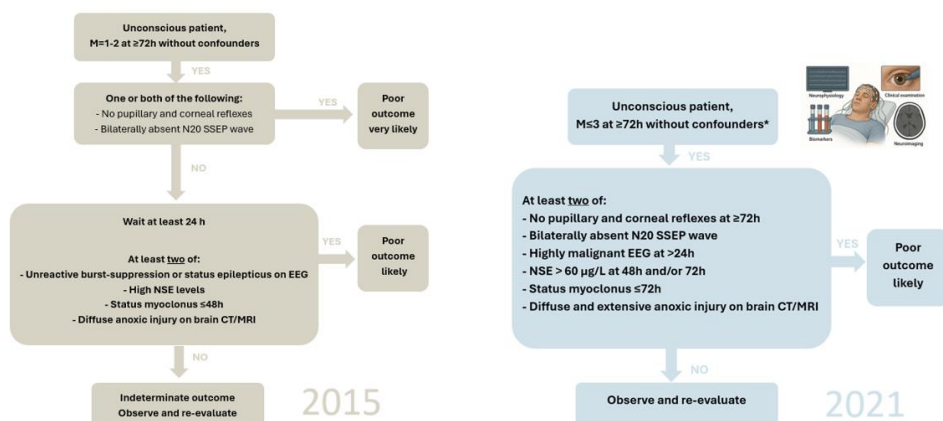 Unconscious patient,
M=1-2 at ≥72h without confounders
YES
One or both of the following:
- No pupillary and corneal reflexes
- Bilaterally absent N20 SSEP wave
YES
Poor
outcome
very likely
NO
Wait at least 24 h
At least two of:
- Unreactive burst-suppression or status epilepticus on EEG
- High NSE levels
- Status myoclonus ≤48h
- Diffuse anoxic injury on brain CT/MRI
YES
Poor
outcome
likely
NO
Indeterminate outcome
Observe and re-evaluate
2015
Unconscious patient,
M≤3 at ≥72h without confounders*
Neurophysiology
Clinical examination
Biomarkers
Neuroimaging
YES
At least two of:
- No pupillary and corneal reflexes at ≥72h
- Bilaterally absent N20 SSEP wave
- Highly malignant EEG at >24h
- NSE > 60 µg/L at 48h and/or 72h
- Status myoclonus ≤72h
- Diffuse and extensive anoxic injury on brain CT/MRI
YES
Poor
outcome
likely
NO
Observe and re-evaluate
2021